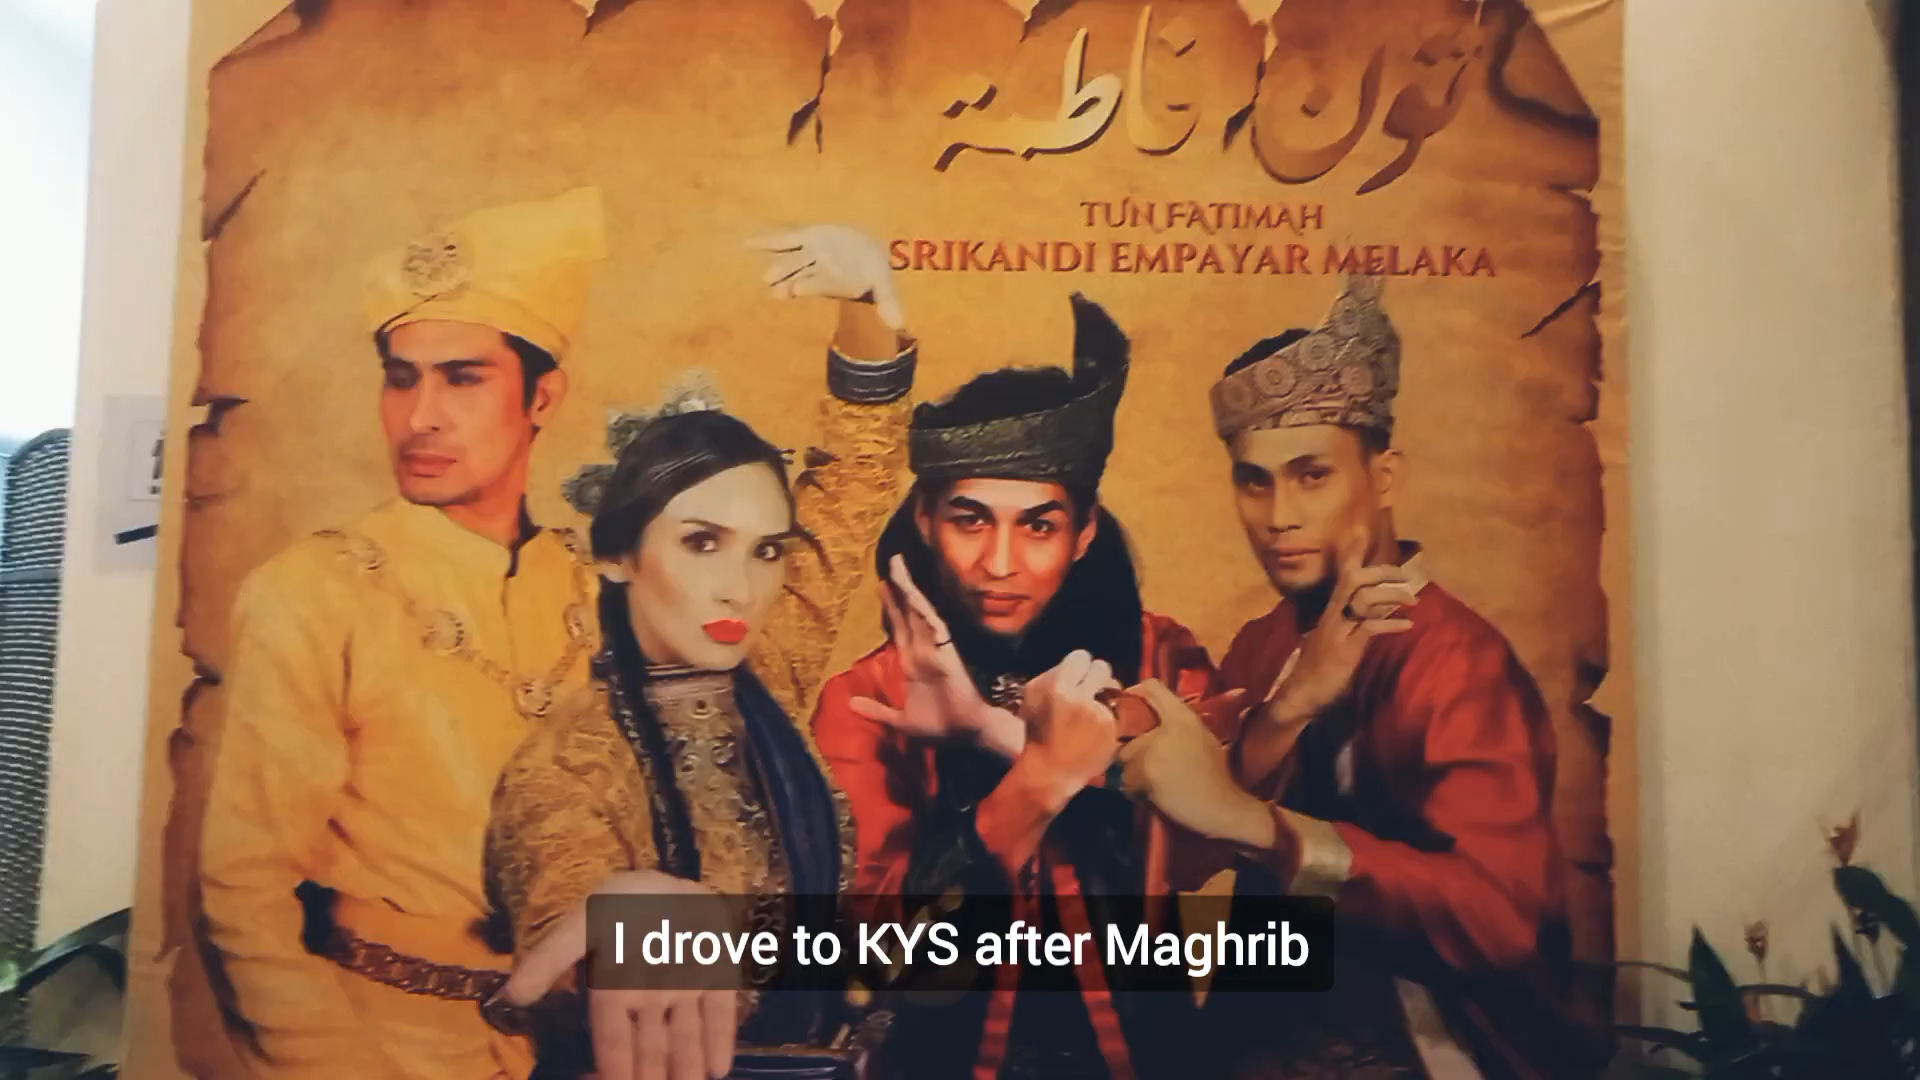 تون فاطمة
TUN FATIMAH
SRIKANDI EMPAYAR MELAKA
I drove to KYS after Maghrib